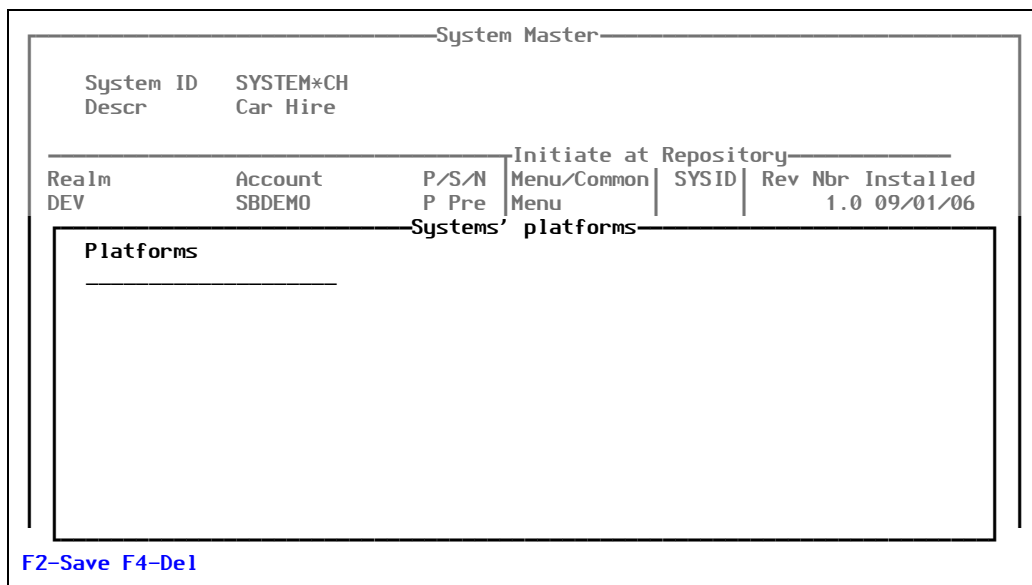 System Master
System ID SYSTEM*CH
Descr Car Hire
Initiate at Repository
Realm Account P/S/N Menu/Common SYSID Rev Nbr Installed
DEV SBDEMO P Pre Menu 1.0 09/01/06
Systems' platforms
Platforms
F2-Save F4-Del